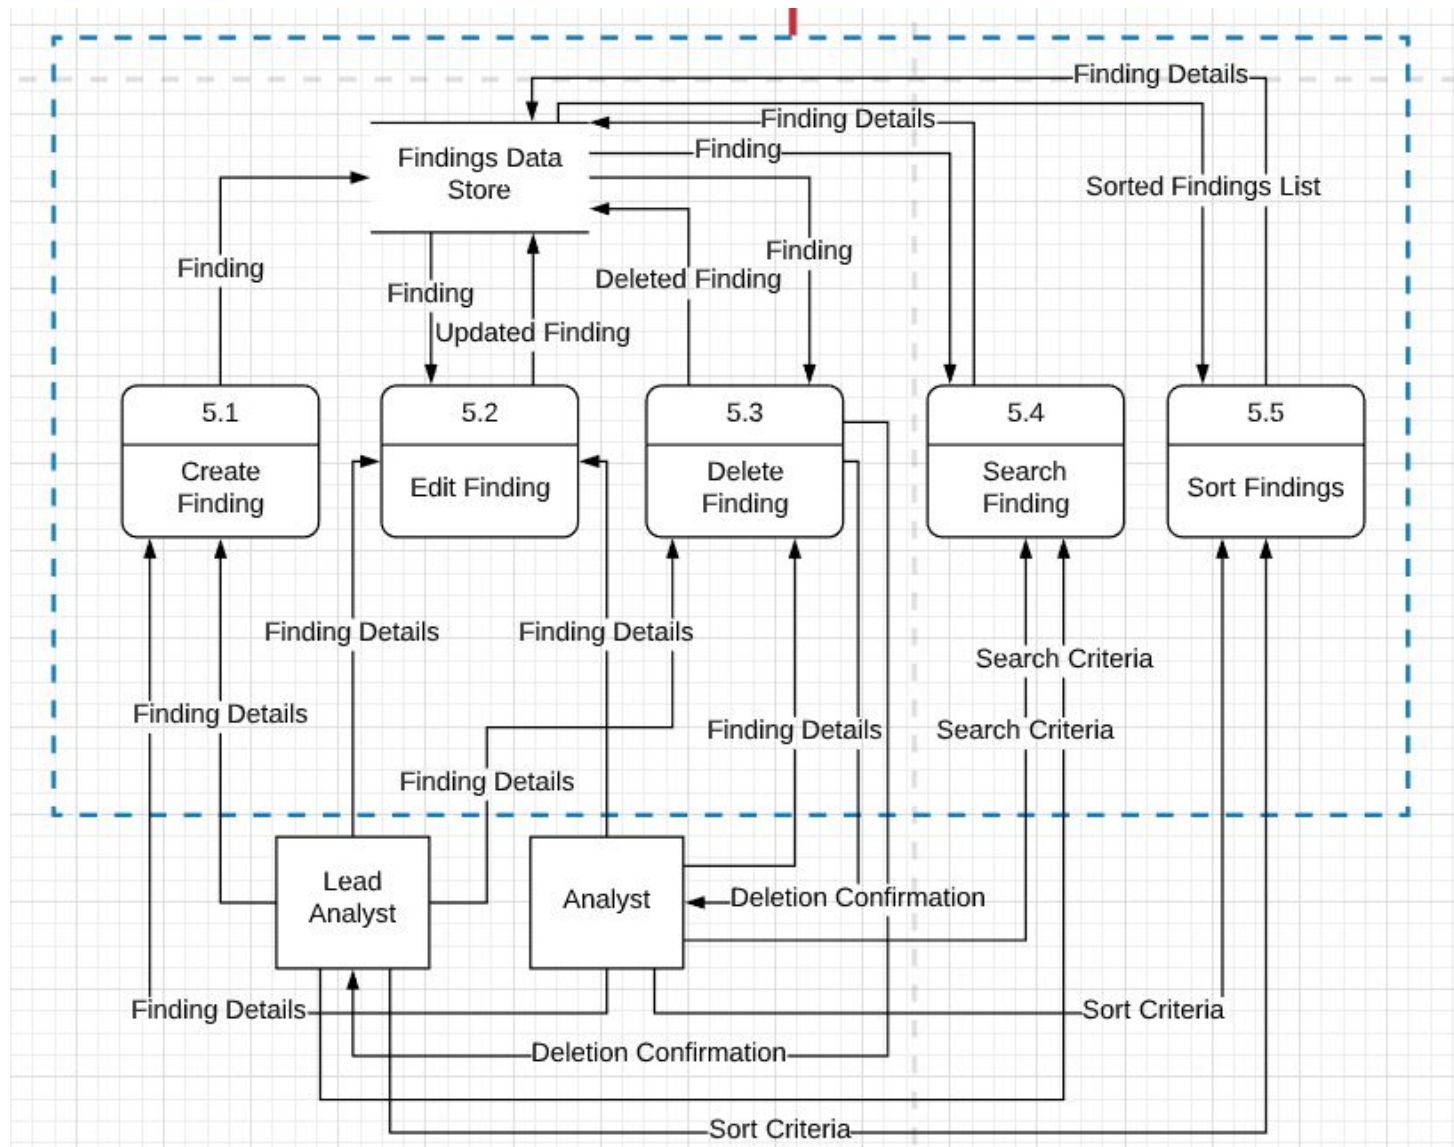 Finding Details
Finding Details
Finding
Findings Data
Store
Sorted Findings List
Finding
Finding
Deleted Finding
Finding
Updated Finding
5.1
5.2
5.3
5.4
5.5
Create
Finding
Edit Finding
Delete
Finding
Search
Finding
Sort Findings
Finding Details
Finding Details
Search Criteria
Finding Details
Finding Details
Search Criteria
Finding Details
Lead
Analyst
Analyst
Deletion Confirmation
Finding Details
Sort Criteria
Deletion Confirmation
Sort Criteria